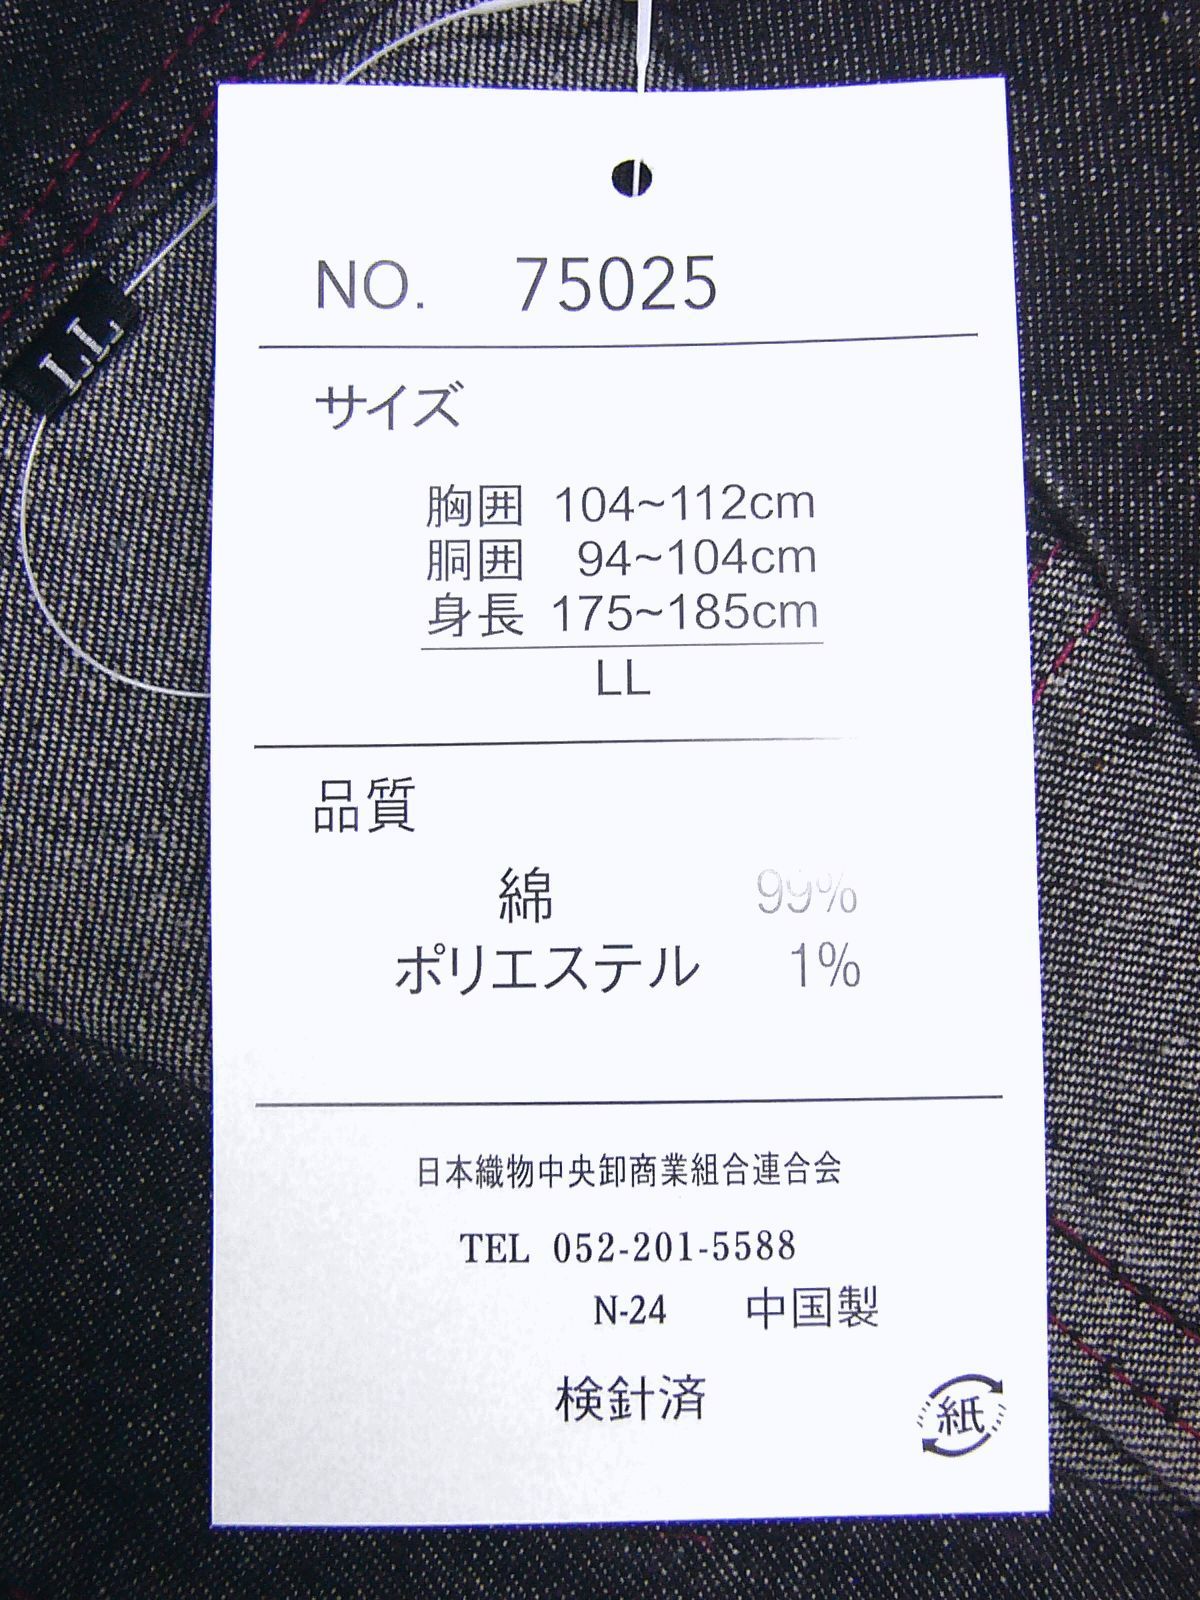 NO. 75025
LL
サイズ
胸囲 104~112cm
胴囲 94~104cm
身長 175~185cm
LL
品質
綿 99%
ポリエステル 1%
日本織物中央卸商業組合連合会
TEL 052-201-5588
N-24 中国製
検針済
紙